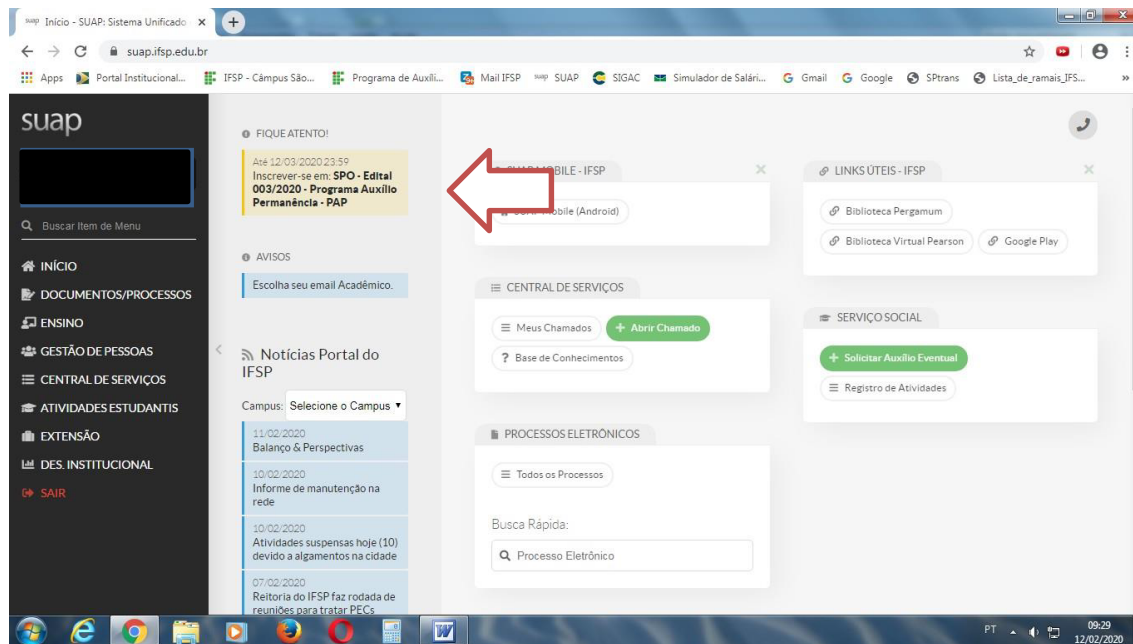 suap Início - SUAP: Sistema Unificado
suap.ifsp.edu.br
Apps Portal Institucional... IFSP - Câmpus São... Programa de Auxíli... Mail IFSP suap SUAP SIGAC Simulador de Salári... Gmail Google SPtrans Lista_de_ramais_IFS... »
suap
Buscar Item de Menu
INÍCIO
DOCUMENTOS/PROCESSOS
ENSINO
GESTÃO DE PESSOAS
CENTRAL DE SERVIÇOS
ATIVIDADES ESTUDANTIS
EXTENSÃO
DES. INSTITUCIONAL
SAIR
FIQUE ATENTO!
Até 12/03/2020 23:59
Inscrever-se em: SPO - Edital
003/2020 - Programa Auxílio
Permanência - PAP
AVISOS
Escolha seu email Acadêmico.
Notícias Portal do
IFSP
Campus: Selecione o Campus
11/02/2020
Balanço & Perspectivas
10/02/2020
Informe de manutenção na
rede
10/02/2020
Atividades suspensas hoje (10)
devido a algamentos na cidade
07/02/2020
Reitoria do IFSP faz rodada de
reuniões para tratar PECs
BILE - IFSP
(Android)
CENTRAL DE SERVIÇOS
Meus Chamados
+ Abrir Chamado
? Base de Conhecimentos
PROCESSOS ELETRÔNICOS
Todos os Processos
Busca Rápida:
Processo Eletrônico
LINKS ÚTEIS - IFSP
Biblioteca Pergamum
Biblioteca Virtual Pearson
Google Play
SERVIÇO SOCIAL
+ Solicitar Auxílio Eventual
Registro de Atividades
PT
09:29
12/02/2020